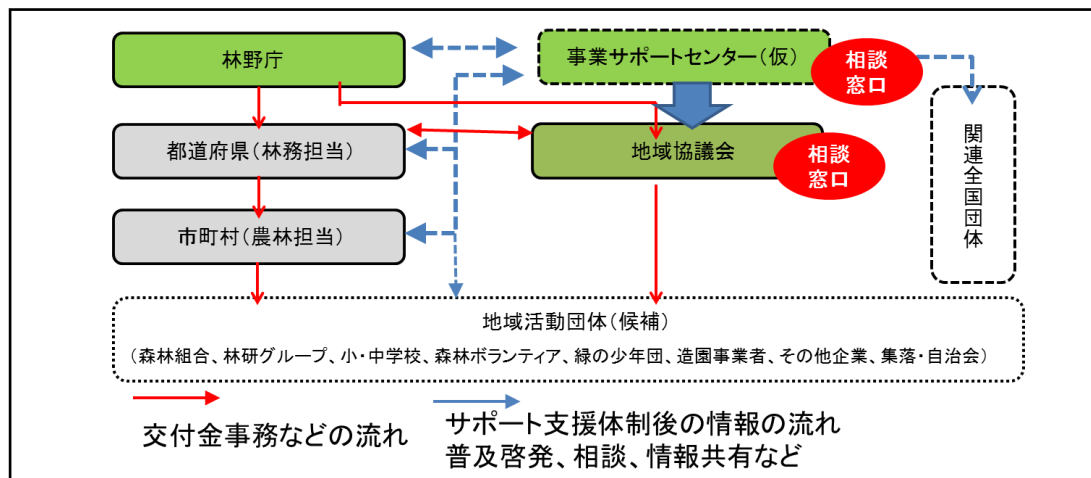 林野庁
事業サポートセンター(仮)
相談
窓口
都道府県(林務担当)
地域協議会
相談
窓口
関連全国団体
市町村(農林担当)
地域活動団体(候補)
(森林組合、林研グループ、小・中学校、森林ボランティア、緑の少年団、造園事業者、その他企業、集落・自治会)
交付金事務などの流れ
サポート支援体制後の情報の流れ
普及啓発、相談、情報共有など